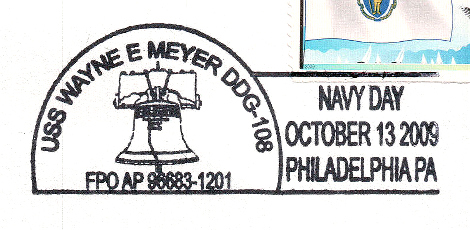 USS WAYNE E MEYER DDG-108
FPO AP 96683-1201
NAVY DAY
OCTOBER 13 2009
PHILADELPHIA PA